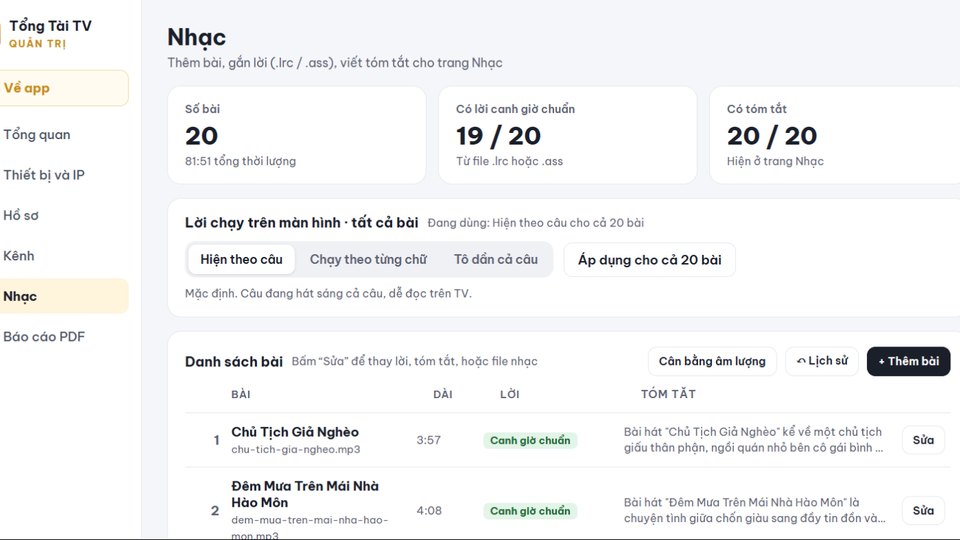 Tổng Tài TV
QUẢN TRỊ
Về app
Tổng quan
Thiết bị và IP
Hồ sơ
Kênh
Nhạc
Báo cáo PDF
Nhạc
Thêm bài, gắn lời (.lrc / .ass), viết tóm tắt cho trang Nhạc
Số bài
20
81:51 tổng thời lượng
Có lời canh giờ chuẩn
19 / 20
Từ file .lrc hoặc .ass
Có tóm tắt
20 / 20
Hiện ở trang Nhạc
Lời chạy trên màn hình · tất cả bài Đang dùng: Hiện theo câu cho cả 20 bài
Hiện theo câu Chạy theo từng chữ Tô dần cả câu Áp dụng cho cả 20 bài
Mặc định. Câu đang hát sáng cả câu, dễ đọc trên TV.
Danh sách bài Bấm “Sửa” để thay lời, tóm tắt, hoặc file nhạc Cân bằng âm lượng ↶ Lịch sử + Thêm bài
BÀI DÀI LỜI TÓM TẮT
1 Chủ Tịch Giả Nghèo
chu-tich-gia-ngheo.mp3
3:57
Canh giờ chuẩn
Bài hát "Chủ Tịch Giả Nghèo" kể về một chủ tịch
giấu thân phận, ngồi quán nhỏ bên cô gái bình ...
Sửa
2 Đêm Mưa Trên Mái Nhà
Hào Môn
dem-mua-tren-mai-nha-hao-
mon.mp3
4:08
Canh giờ chuẩn
Bài hát "Đêm Mưa Trên Mái Nhà Hào Môn" là
chuyện tình giữa chốn giàu sang đầy tin đồn và...
Sửa